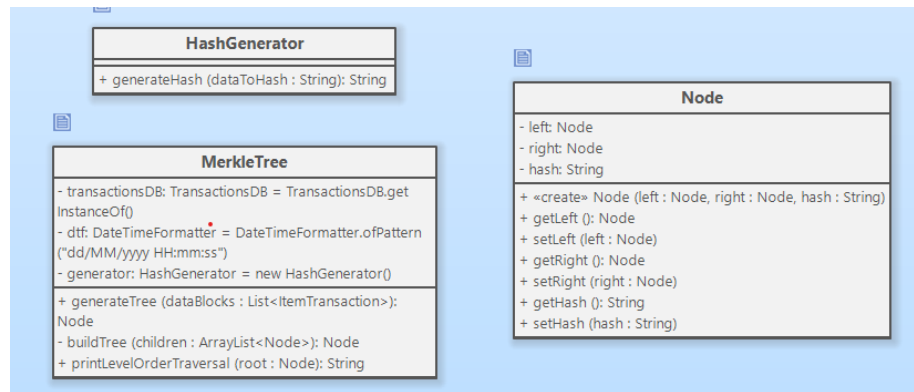 HashGenerator
+ generateHash (dataToHash : String): String
MerkleTree
- transactionsDB: TransactionsDB = TransactionsDB.get
InstanceOf()
- dtf: DateTimeFormatter = DateTimeFormatter.ofPattern
("dd/MM/yyyy HH:mm:ss")
- generator: HashGenerator = new HashGenerator()
+ generateTree (dataBlocks : List<ItemTransaction>):
Node
- buildTree (children : ArrayList<Node>): Node
+ printLevelOrderTraversal (root : Node): String
Node
- left: Node
- right: Node
- hash: String
+ «create» Node (left : Node, right : Node, hash : String)
+ getLeft (): Node
+ setLeft (left : Node)
+ getRight (): Node
+ setRight (right : Node)
+ getHash (): String
+ setHash (hash : String)